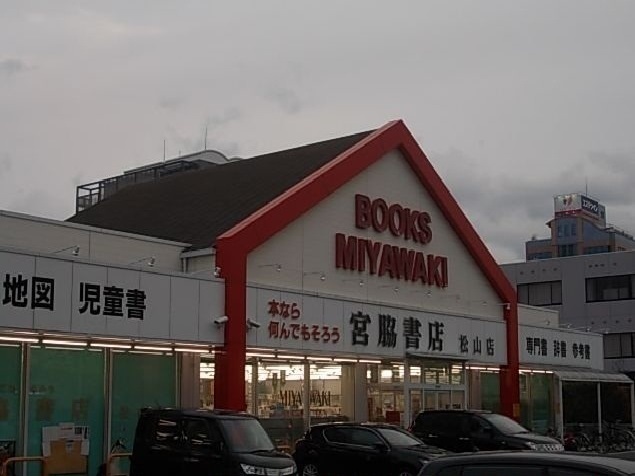 BOOKS
MIYAWAKI
地図 児童書
本なら
何んでもそろう
宮脇書店 松山店
専門書 辞書 参考書
MIYAWAKI